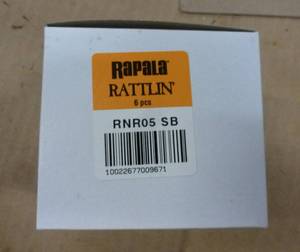 Rapala
RATTLIN'
6 pcs
RNR05 SB
10022677009671